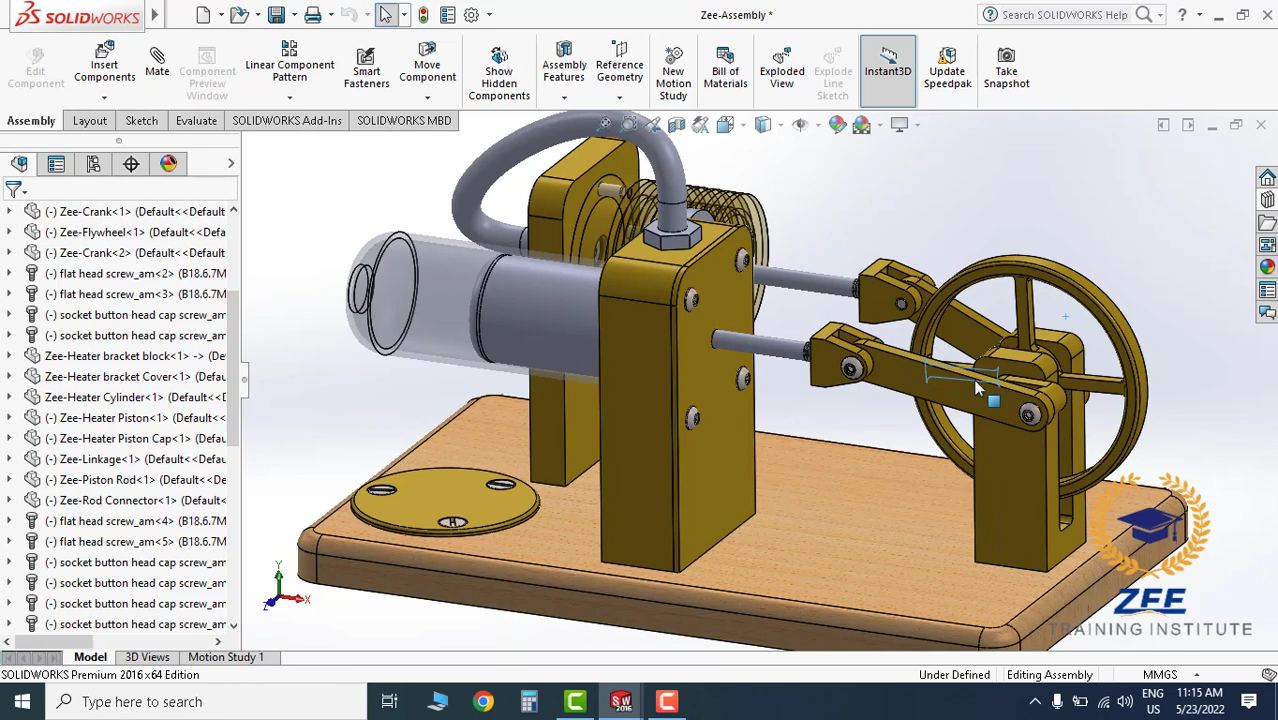 SOLIDWORKS
Zee-Assembly *
Search SOLIDWORKS Help
Edit Component
Insert Components
Mate
Component Preview Window
Linear Component Pattern
Smart Fasteners
Move Component
Show Hidden Components
Assembly Features
Reference Geometry
New Motion Study
Bill of Materials
Exploded View
Explode Line Sketch
Instant3D
Update Speedpak
Take Snapshot
Assembly
Layout
Sketch
Evaluate
SOLIDWORKS Add-Ins
SOLIDWORKS MBD
(-) Zee-Crank<1> (Default<<Default
(-) Zee-Flywheel<1> (Default<<Defa
(-) Zee-Crank<2> (Default<<Default
(-) flat head screw_am<2> (B18.6.7M
(-) flat head screw_am<3> (B18.6.7M
(-) socket button head cap screw_am
(-) socket button head cap screw_am
(-) Zee-Heater bracket block<1> -> (De
(-) Zee-Heater bracket Cover<1> (De
(-) Zee-Heater Cylinder<1> (Default
(-) Zee-Heater Piston<1> (Default<
(-) Zee-Heater Piston Cap<1> (Defa
(-) Zee-Linkage<1> (Default<<Defau
(-) Zee-Piston Rod<1> (Default<<De
(-) Zee-Rod Connector<1> (Default<
(-) flat head screw_am<4> (B18.6.7M
(-) flat head screw_am<5> (B18.6.7M
(-) socket button head cap screw_am
(-) socket button head cap screw_am
(-) socket button head cap screw_am
(-) socket button head cap screw_am
Y
X
Z
ZEE
TRAINING INSTITUTE
Model
3D Views
Motion Study 1
SOLIDWORKS Premium 2016 x64 Edition
Under Defined
Editing Assembly
MMGS
Type here to search
SW
2016
ENG
US
11:15 AM
5/23/2022